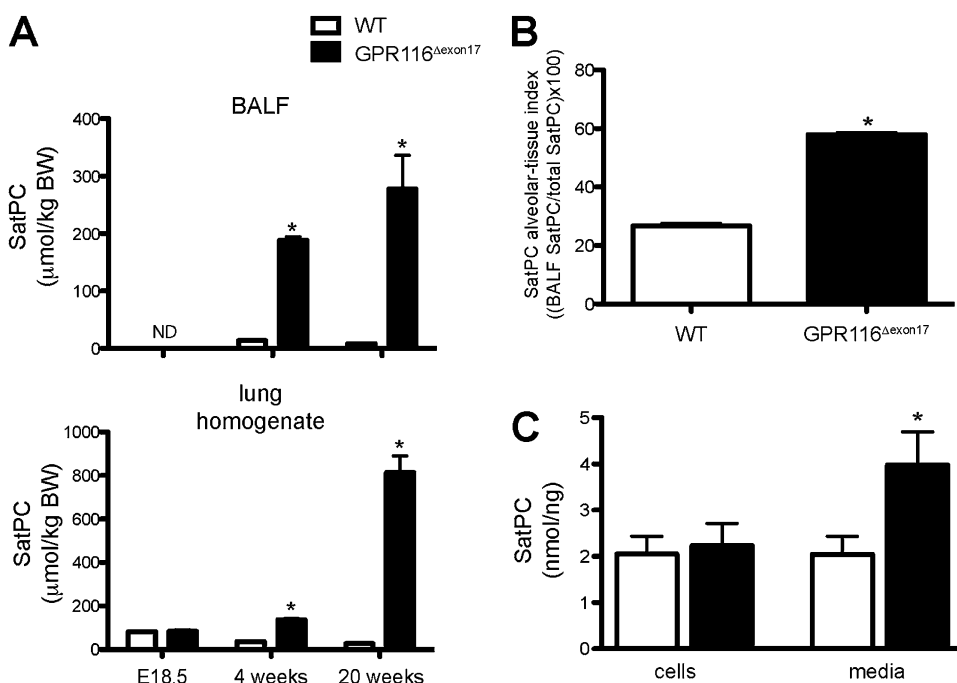 A
WT
GPR116Δexon17
BALF
SatPC
(μmol/kg BW)
400
300
200
100
0
ND
*
*
lung
homogenate
SatPC
(μmol/kg BW)
1000
800
600
400
200
0
*
*
E18.5
4 weeks
20 weeks
B
SatPC alveolar-tissue index
((BALF SatPC/total SatPC)x100)
80
60
40
20
0
*
WT
GPR116Δexon17
C
SatPC
(nmol/ng)
5
4
3
2
1
0
*
cells
media